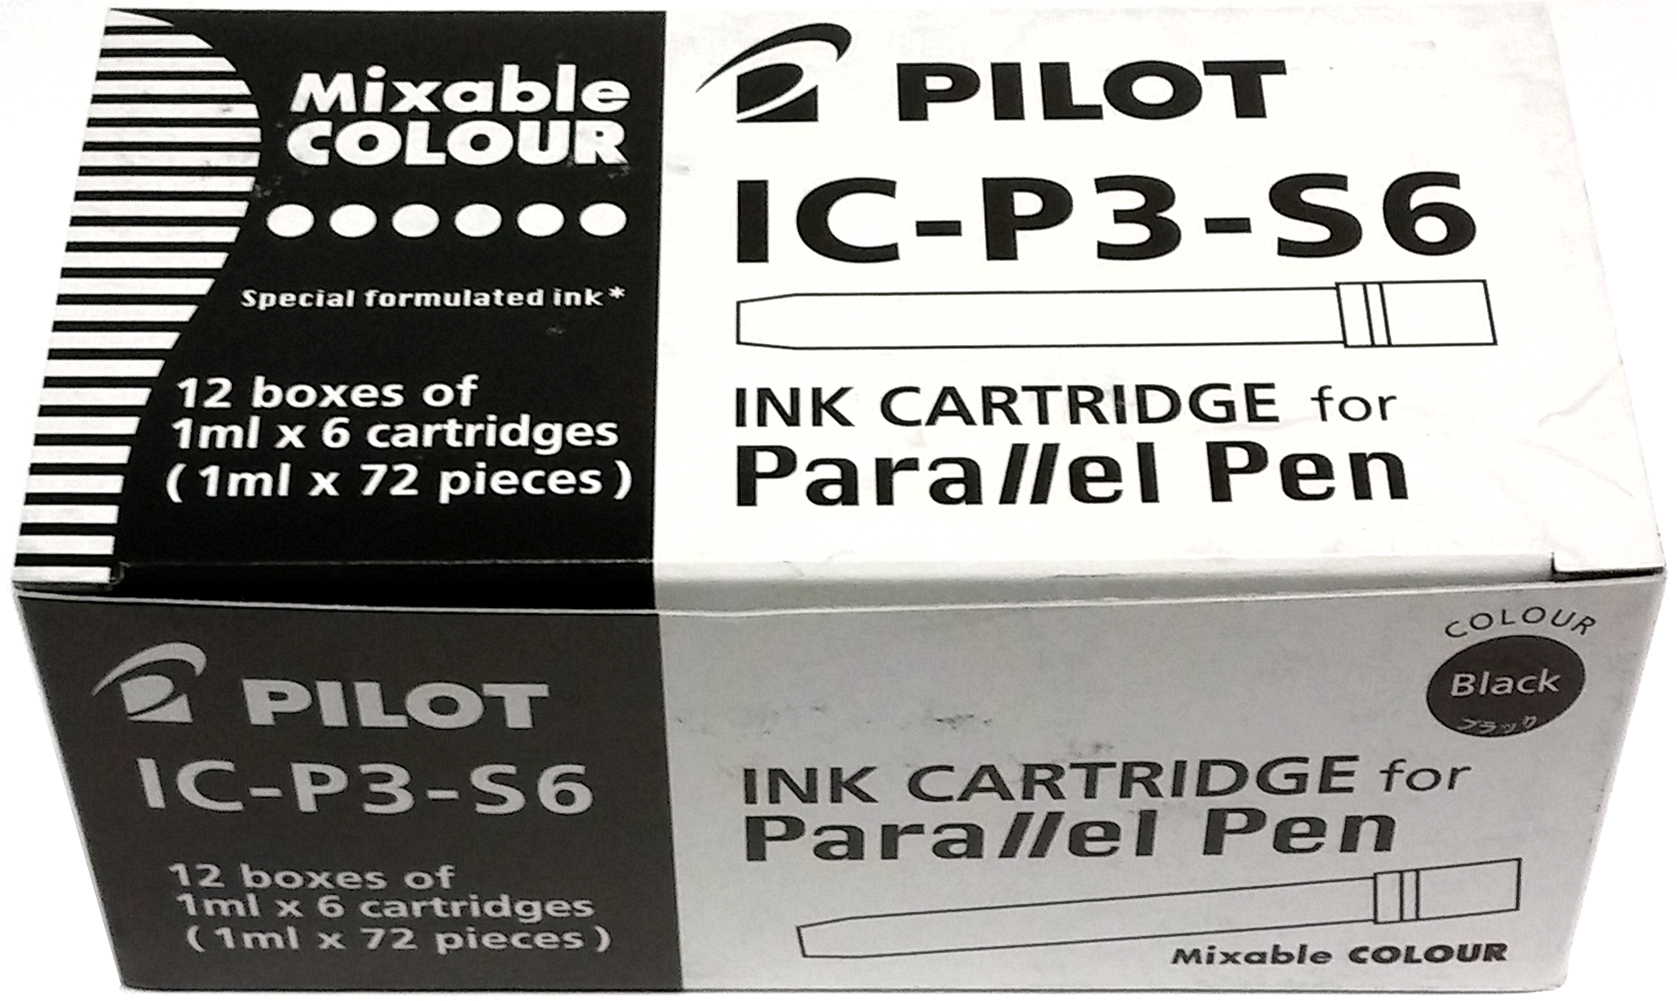 Mixable
COLOUR
Special formulated ink*
12 boxes of
1ml x 6 cartridges
(1ml x 72 pieces)
PILOT
IC-P3-S6
INK CARTRIDGE for
Parallel Pen
PILOT
IC-P3-S6
12 boxes of
1ml x 6 cartridges
(1ml x 72 pieces)
COLOUR
Black
ブラック
INK CARTRIDGE for
Parallel Pen
Mixable COLOUR